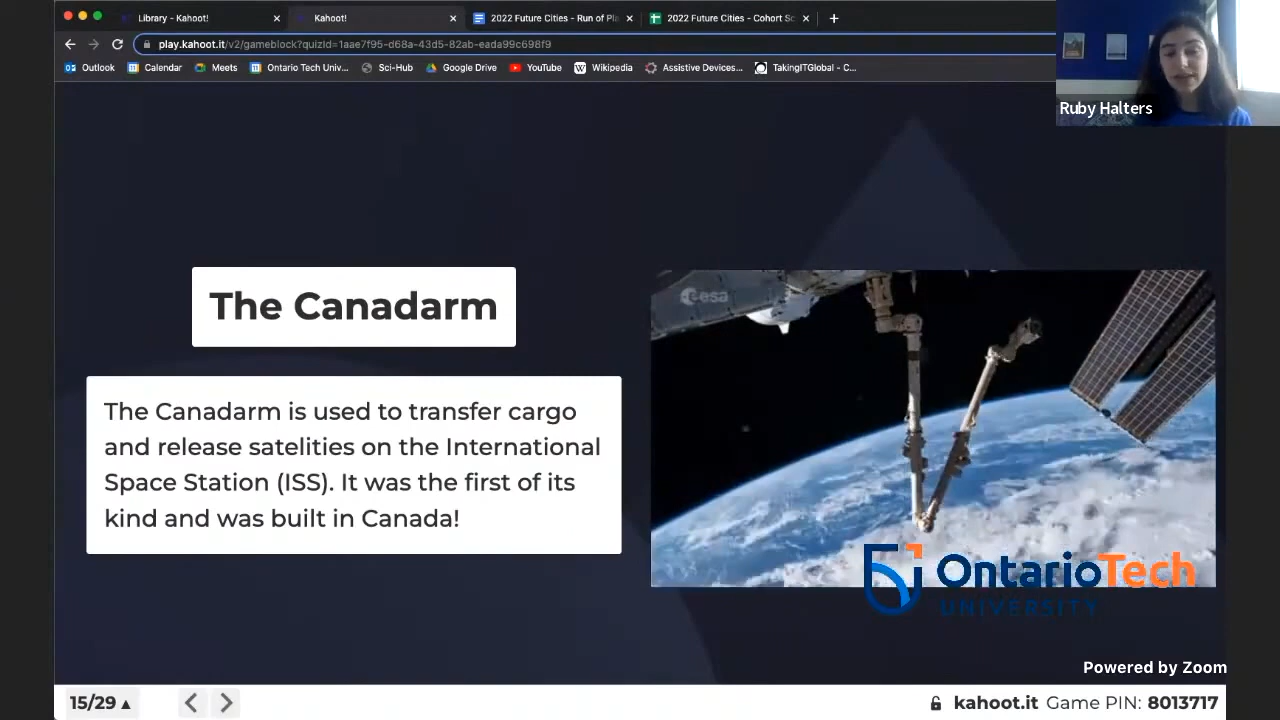 Library - Kahoot!
Kahoot!
2022 Future Cities - Run of Pla
2022 Future Cities - Cohort Sc
play.kahoot.it/v2/gameblock?quizId=1aae7f95-d68a-43d5-82ab-eada99c698f9
Outlook Calendar Meets Ontario Tech Univ... Sci-Hub Google Drive YouTube Wikipedia Assistive Devices... TakingITGlobal - C...
Ruby Halters
The Canadarm
The Canadarm is used to transfer cargo
and release satelities on the International
Space Station (ISS). It was the first of its
kind and was built in Canada!
esa
OntarioTech
UNIVERSITY
Powered by Zoom
15/29
kahoot.it Game PIN: 8013717